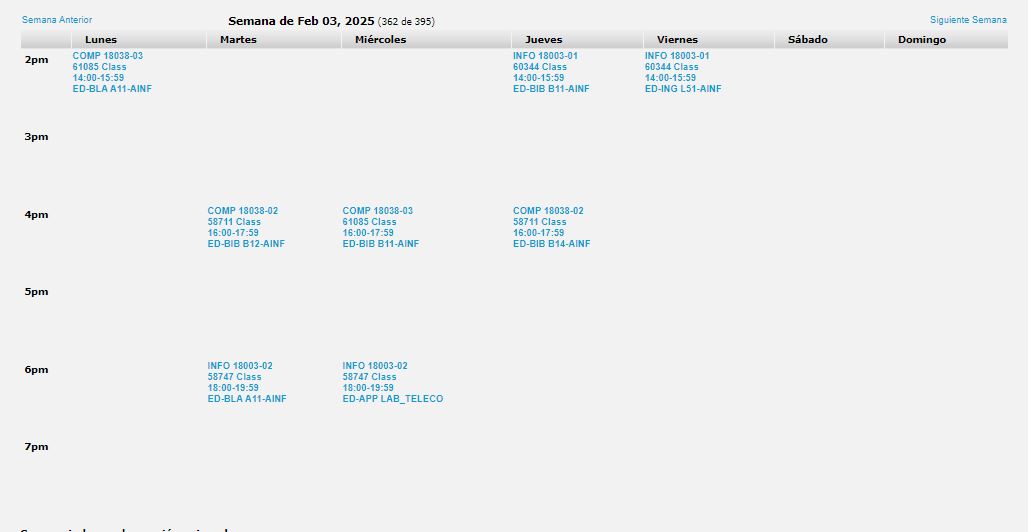 Semana Anterior
Semana de Feb 03, 2025 (362 de 395)
Siguiente Semana
Lunes Martes Miércoles Jueves Viernes Sábado Domingo
2pm
COMP 18038-03
61085 Class
14:00-15:59
ED-BLA A11-AINF
INFO 18003-01
60344 Class
14:00-15:59
ED-BIB B11-AINF
INFO 18003-01
60344 Class
14:00-15:59
ED-ING L51-AINF
3pm
4pm
COMP 18038-02
58711 Class
16:00-17:59
ED-BIB B12-AINF
COMP 18038-03
61085 Class
16:00-17:59
ED-BIB B11-AINF
COMP 18038-02
58711 Class
16:00-17:59
ED-BIB B14-AINF
5pm
6pm
INFO 18003-02
58747 Class
18:00-19:59
ED-BLA A11-AINF
INFO 18003-02
58747 Class
18:00-19:59
ED-APP LAB_TELECO
7pm